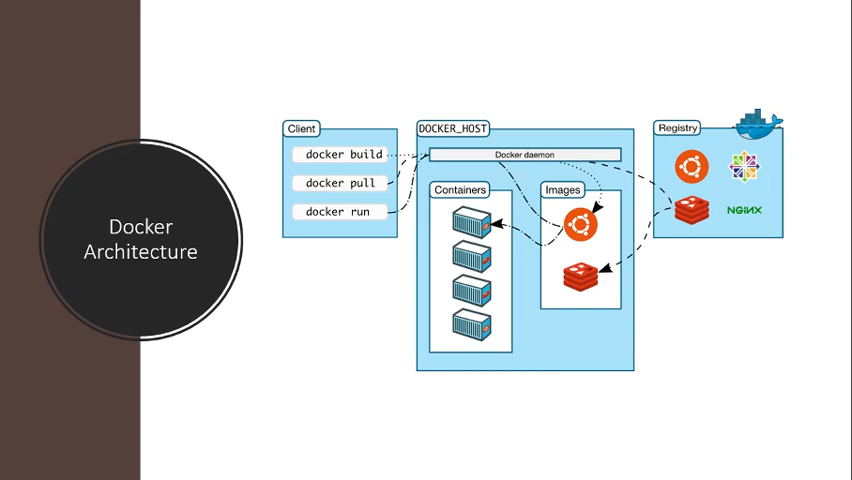 Docker
Architecture
Client
docker build
docker pull
docker run
DOCKER_HOST
Docker daemon
Containers
Images
Registry
NGINX